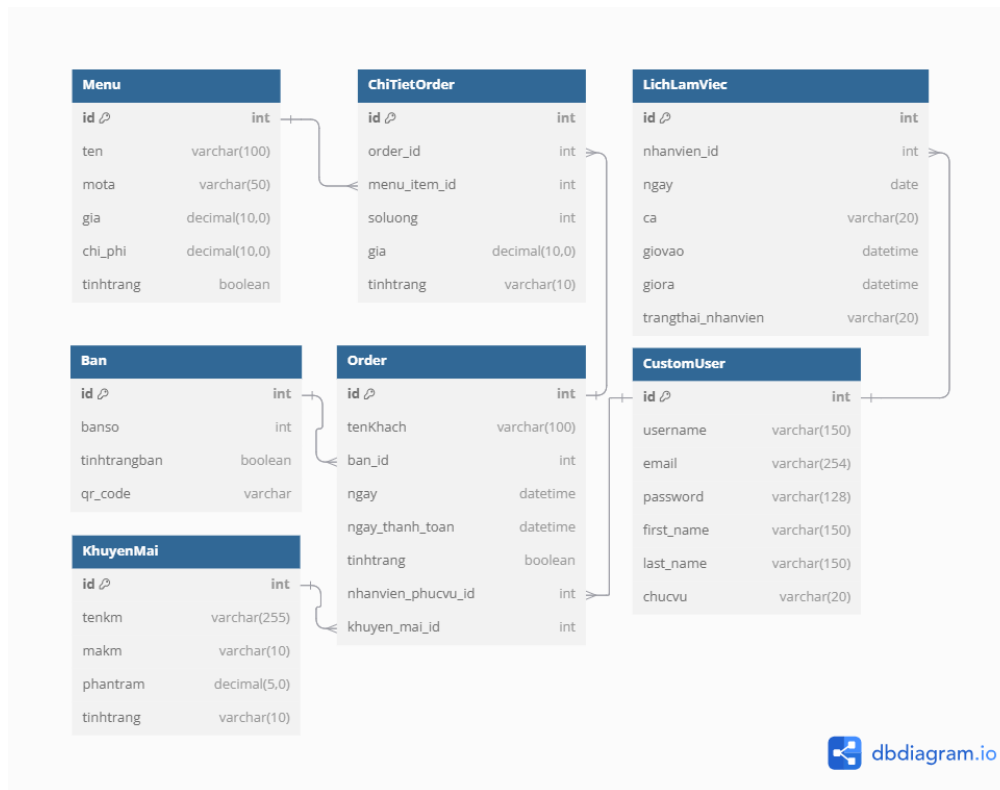 Menu
id int
ten varchar(100)
mota varchar(50)
gia decimal(10,0)
chi_phi decimal(10,0)
tinhtrang boolean
ChiTietOrder
id int
order_id int
menu_item_id int
soluong int
gia decimal(10,0)
tinhtrang varchar(10)
LichLamViec
id int
nhanvien_id int
ngay date
ca varchar(20)
giovao datetime
giora datetime
trangthai_nhanvien varchar(20)
Ban
id int
banso int
tinhtrangban boolean
qr_code varchar
Order
id int
tenKhach varchar(100)
ban_id int
ngay datetime
ngay_thanh_toan datetime
tinhtrang boolean
nhanvien_phucvu_id int
khuyen_mai_id int
CustomUser
id int
username varchar(150)
email varchar(254)
password varchar(128)
first_name varchar(150)
last_name varchar(150)
chucvu varchar(20)
KhuyenMai
id int
tenkm varchar(255)
makm varchar(10)
phantram decimal(5,0)
tinhtrang varchar(10)
dbdiagram.io